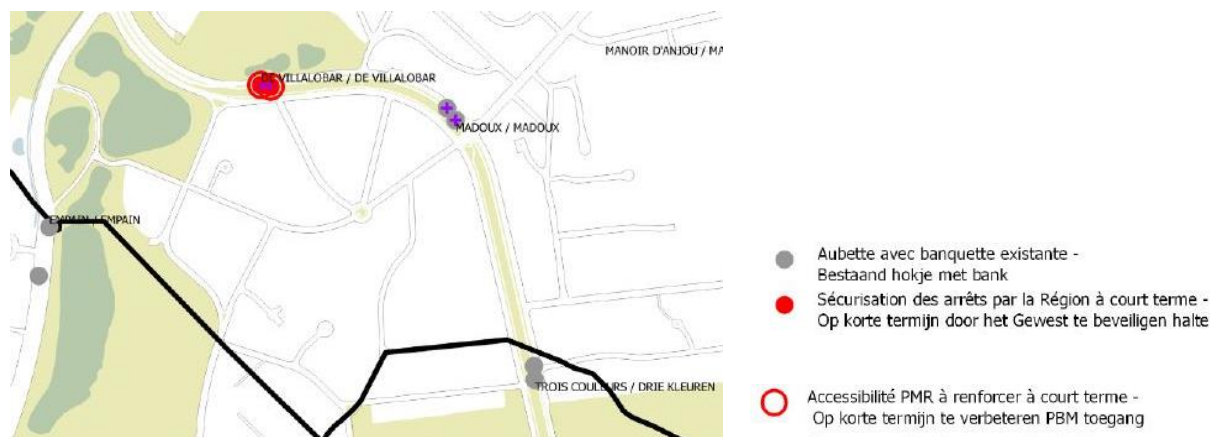 MANOIR D'ANJOU / MA
DE VILLALOBAR / DE VILLALOBAR
MADOUX / MADOUX
EMPAIN / EMPAIN
TROIS COULEURS / DRIE KLEUREN
Aubette avec banquette existante -
Bestaand hokje met bank
Sécurisation des arrêts par la Région à court terme -
Op korte termijn door het Gewest te beveiligen halte
Accessibilité PMR à renforcer à court terme -
Op korte termijn te verbeteren PBM toegang